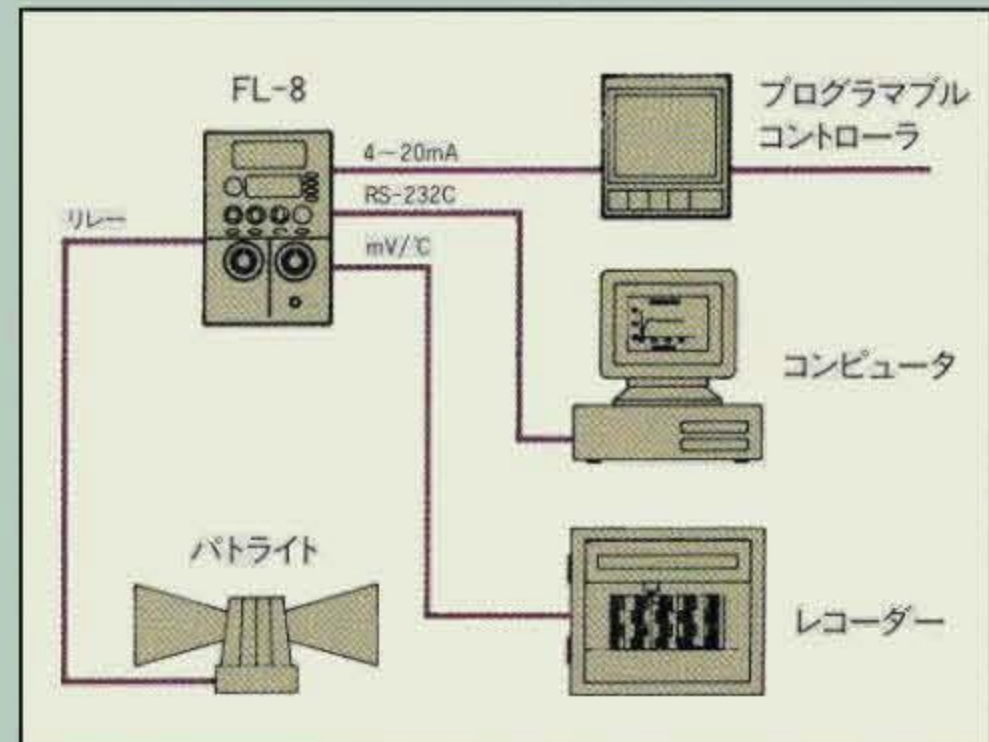 FL-8
プログラマブル
コントローラ
4~20mA
RS-232C
リレー
mV/℃
コンピュータ
パトライト
レコーダー